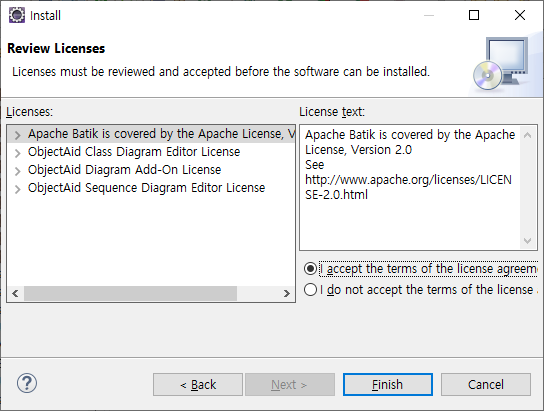 Install
Review Licenses
Licenses must be reviewed and accepted before the software can be installed.
Licenses:
Apache Batik is covered by the Apache License, V
ObjectAid Class Diagram Editor License
ObjectAid Diagram Add-On License
ObjectAid Sequence Diagram Editor License
License text:
Apache Batik is covered by the Apache
License, Version 2.0
See
http://www.apache.org/licenses/LICEN
SE-2.0.html
I accept the terms of the license agreeme
I do not accept the terms of the license
< Back
Next >
Finish
Cancel